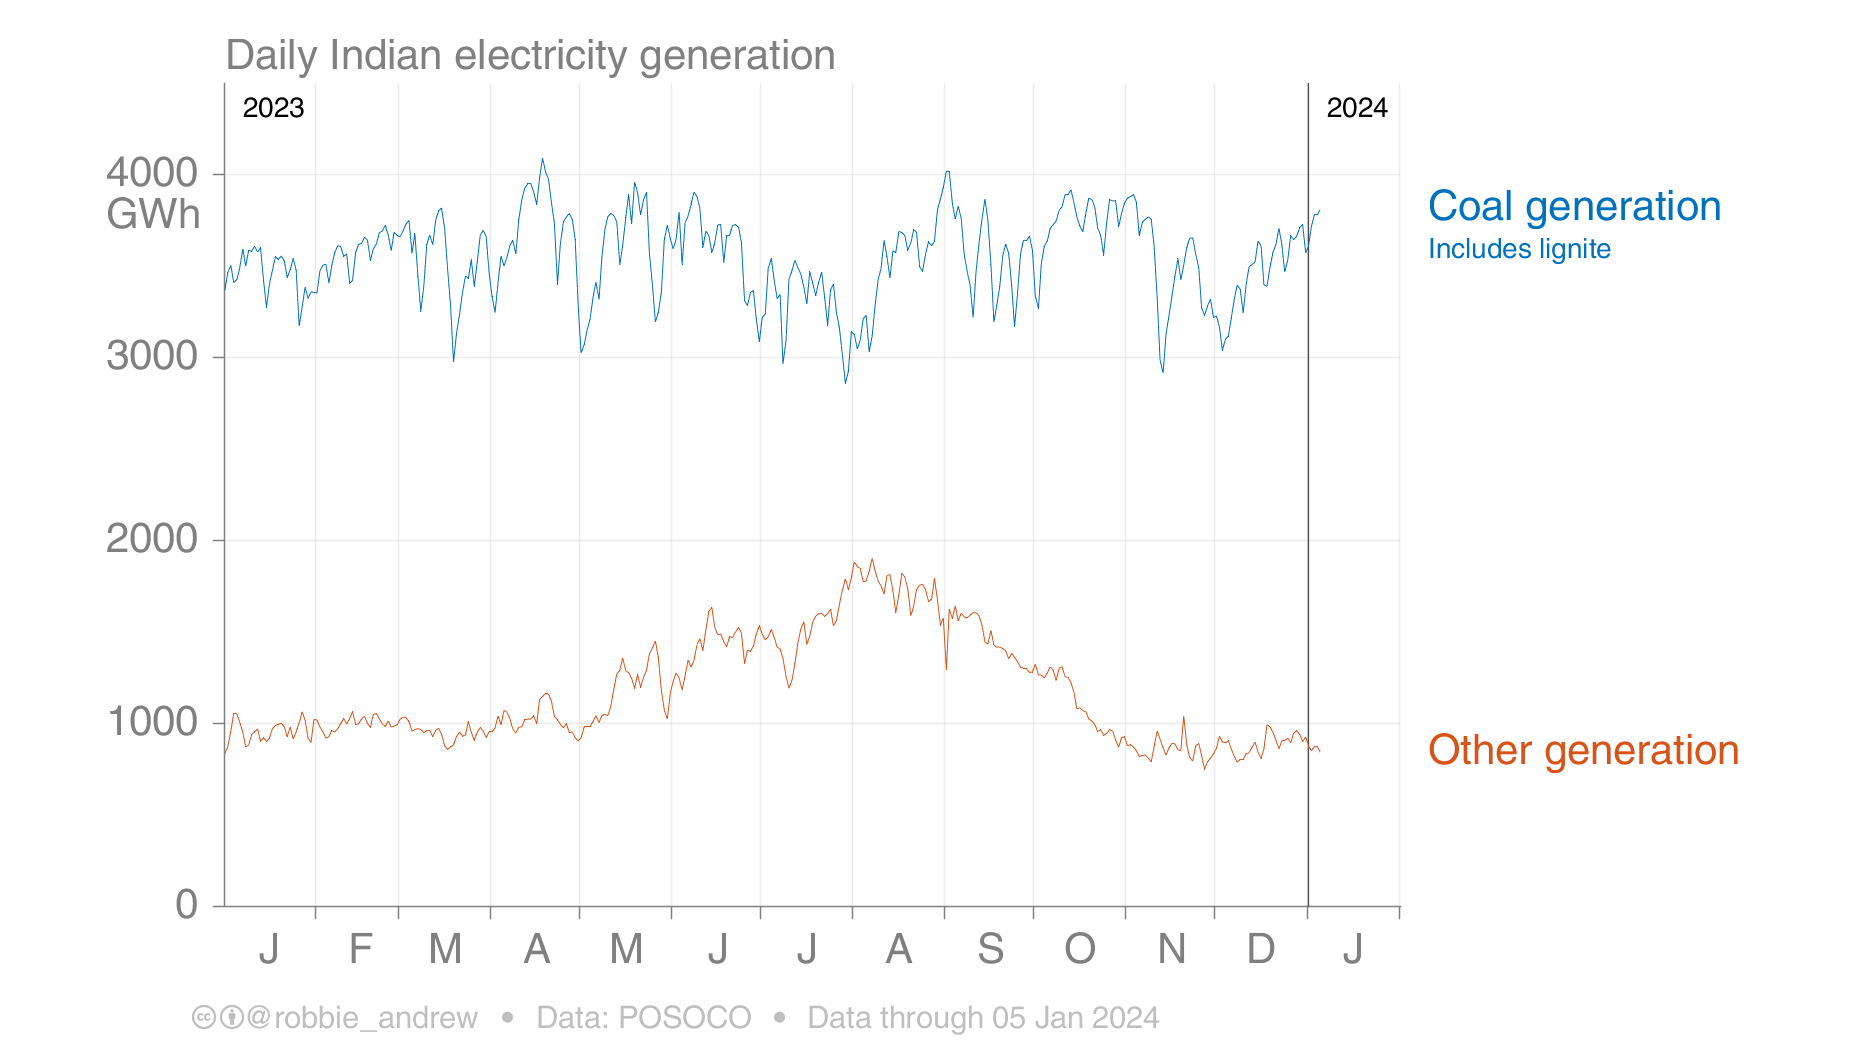 Daily Indian electricity generation
2023
2024
4000
GWh
3000
2000
1000
0
Coal generation
Includes lignite
Other generation
J F M A M J J A S O N D J
@robbie_andrew • Data: POSOCO • Data through 05 Jan 2024